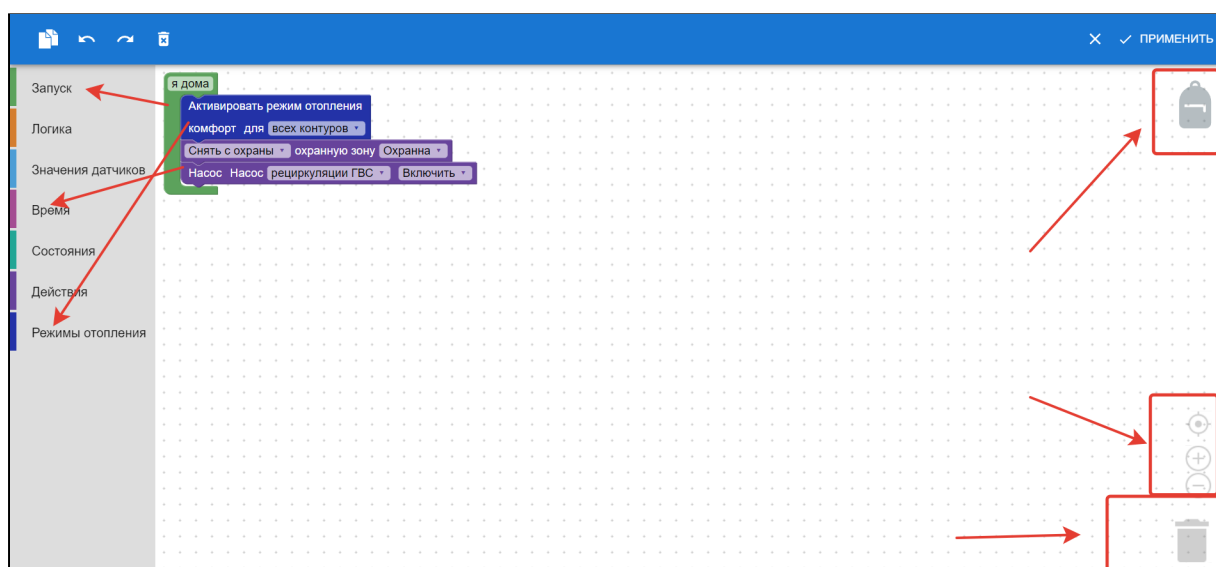 ПРИМЕНИТЬ
Запуск
Логика
Значения датчиков
Время
Состояния
Действия
Режимы отопления
я дома
Активировать режим отопления
комфорт для всех контуров
Снять с охраны охранную зону Охранна
Насос Насос рециркуляции ГВС Включить